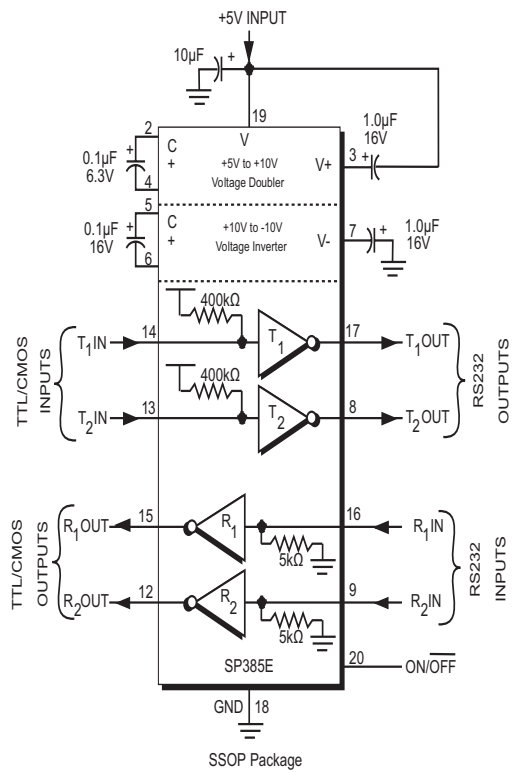 +5V INPUT
10µF +
19
V
2
C
+
+
0.1µF
6.3V
4
+5V to +10V
Voltage Doubler
V+
3
+
1.0µF
16V
5
C
+
+
0.1µF
16V
6
+10V to -10V
Voltage Inverter
V-
7
+
1.0µF
16V
400kΩ
TTL/CMOS
INPUTS
T1IN
14
T1
17
T1OUT
400kΩ
T2IN
13
T2
8
T2OUT
RS232
OUTPUTS
TTL/CMOS
OUTPUTS
R1OUT
15
R1
16
R1IN
5kΩ
R2OUT
12
R2
9
R2IN
5kΩ
RS232
INPUTS
SP385E
20
ON/OFF
GND
18
SSOP Package